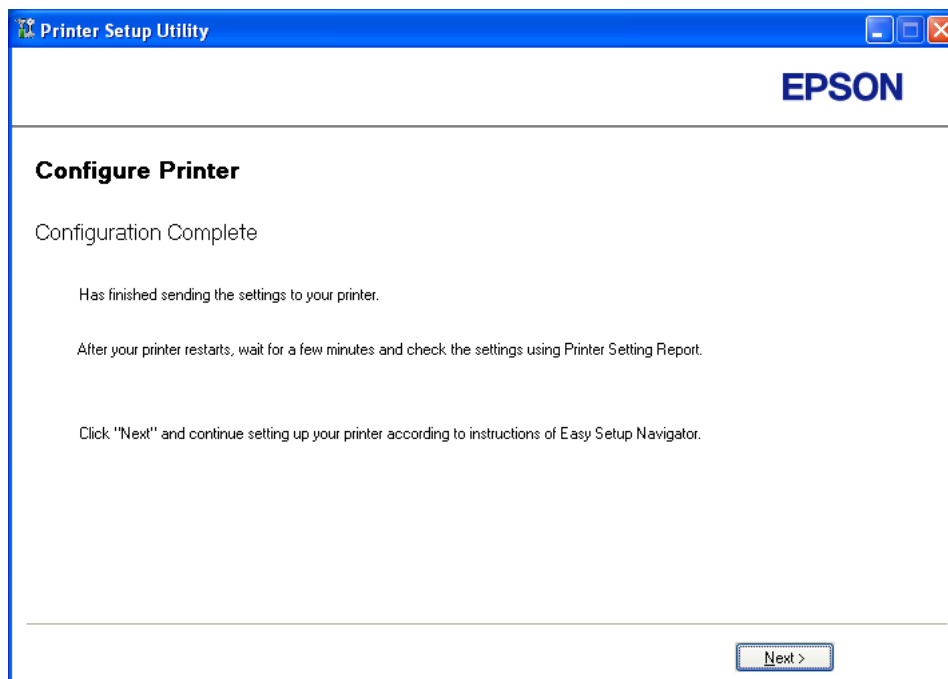 Printer Setup Utility
EPSON
Configure Printer
Configuration Complete
Has finished sending the settings to your printer.
After your printer restarts, wait for a few minutes and check the settings using Printer Setting Report.
Click "Next" and continue setting up your printer according to instructions of Easy Setup Navigator.
Next >